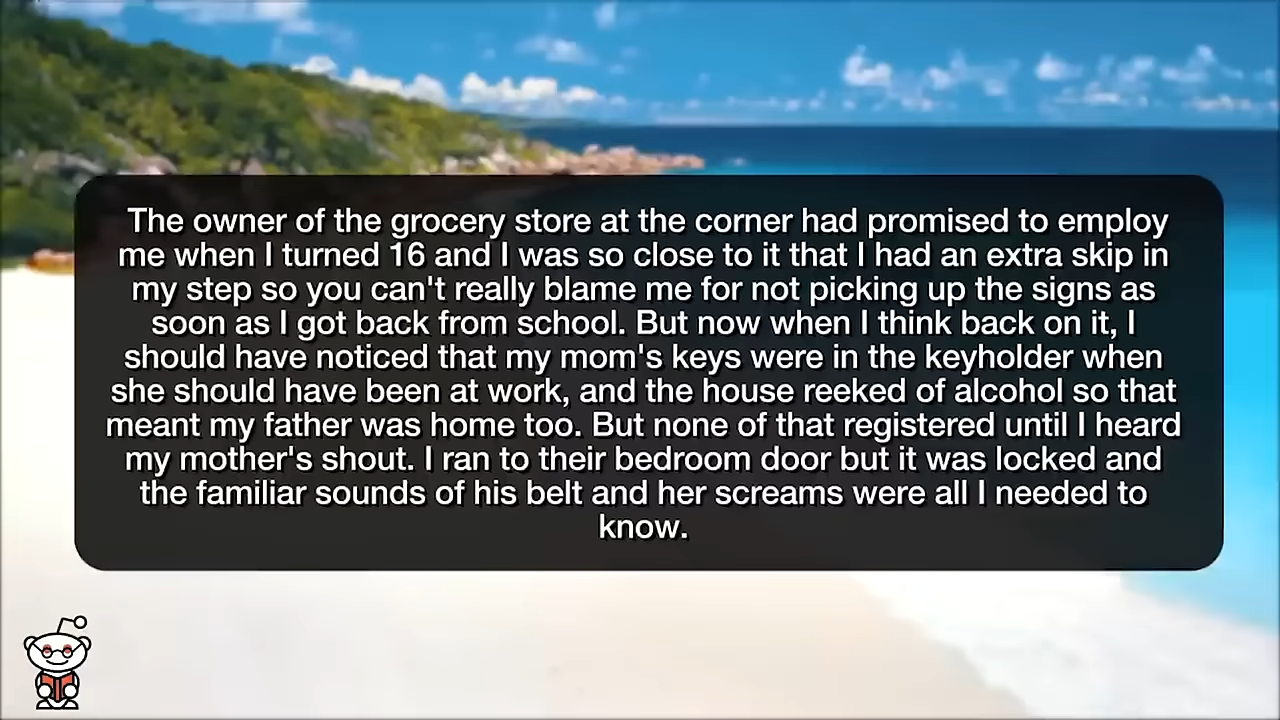 The owner of the grocery store at the corner had promised to employ
me when I turned 16 and I was so close to it that I had an extra skip in
my step so you can't really blame me for not picking up the signs as
soon as I got back from school. But now when I think back on it, I
should have noticed that my mom's keys were in the keyholder when
she should have been at work, and the house reeked of alcohol so that
meant my father was home too. But none of that registered until I heard
my mother's shout. I ran to their bedroom door but it was locked and
the familiar sounds of his belt and her screams were all I needed to
know.